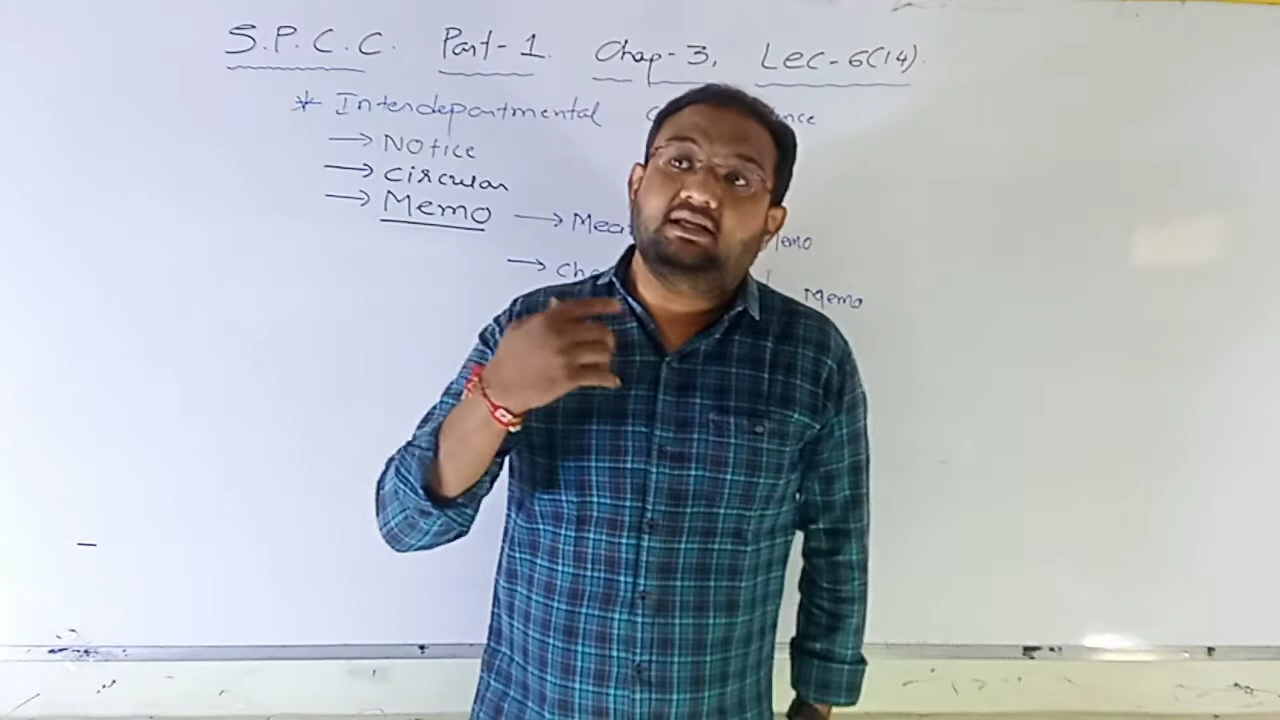 S.P.C.C. Part-1. Chap-3, Lec-6(14).
* Interdepartmental
→ Notice
→ Circular
→ Memo → Memo
→ Memo